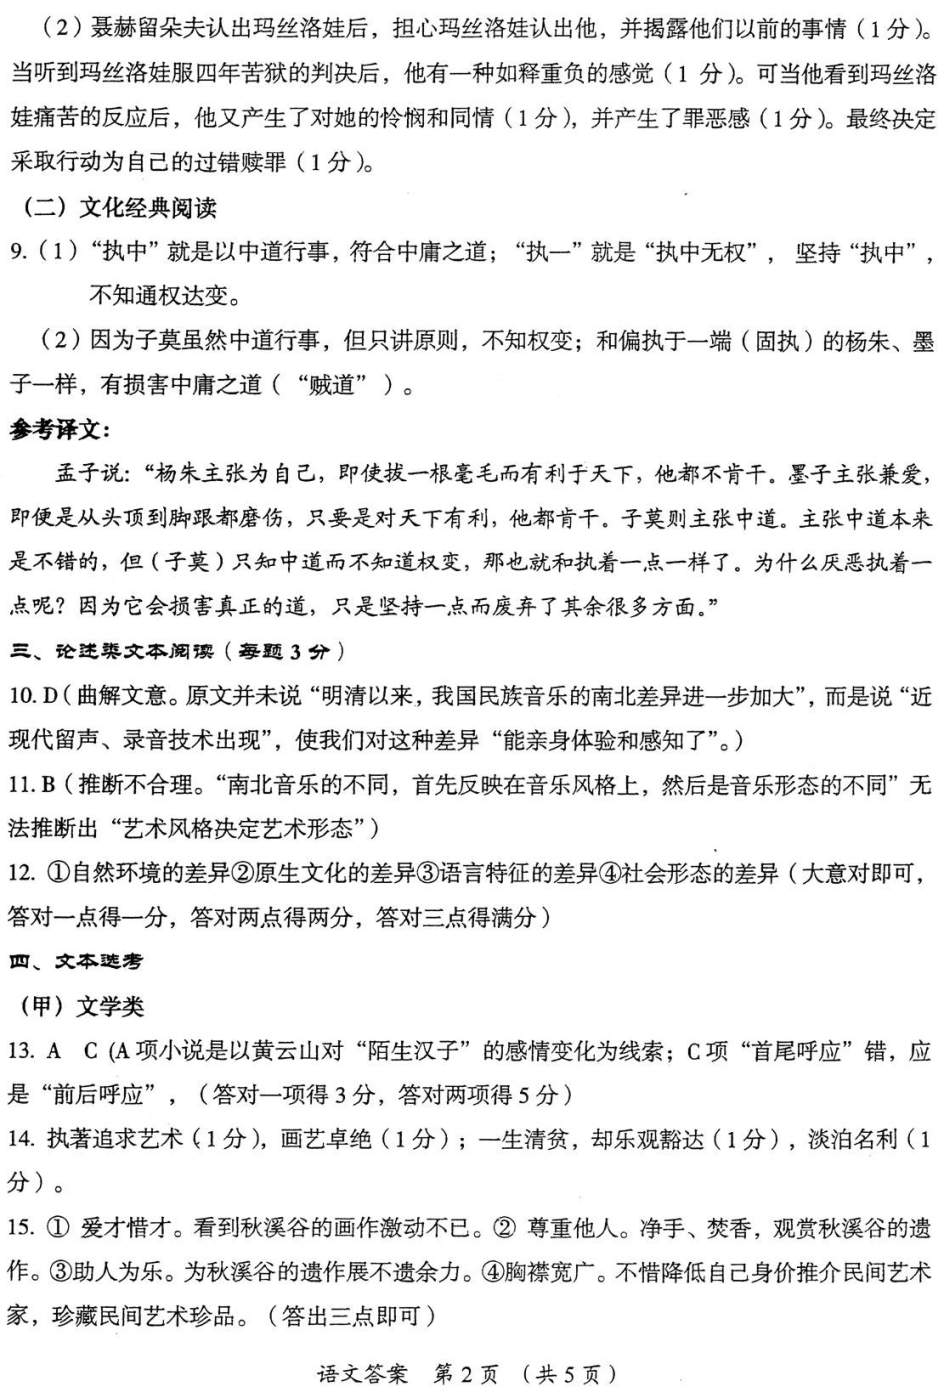 （2）聂赫留朵夫认出玛丝洛娃后，担心玛丝洛娃认出他，并揭露他们以前的事情（1分）。
当听到玛丝洛娃服四年苦狱的判决后，他有一种如释重负的感觉（1 分）。可当他看到玛丝洛
娃痛苦的反应后，他又产生了对她的怜悯和同情（1分），并产生了罪恶感（1分）。最终决定
采取行动为自己的过错赎罪（1分）。
（二）文化经典阅读
9.（1）“执中”就是以中道行事，符合中庸之道；“执一”就是“执中无权”， 坚持“执中”，
不知通权达变。
（2）因为子莫虽然中道行事，但只讲原则，不知权变；和偏执于一端（固执）的杨朱、墨
子一样，有损害中庸之道（ “贼道” ）。
参考译文：
孟子说：“杨朱主张为自己，即使拔一根毫毛而有利于天下，他都不肯干。墨子主张兼爱，
即便是从头顶到脚跟都磨伤，只要是对天下有利，他都肯干。子莫则主张中道。主张中道本来
是不错的，但（子莫）只知中道而不知道权变，那也就和执着一点一样了。为什么厌恶执着一
点呢？因为它会损害真正的道，只是坚持一点而废弃了其余很多方面。”
三、论述类文本阅读（每题 3 分）
10. D（曲解文意。原文并未说“明清以来，我国民族音乐的南北差异进一步加大”，而是说“近
现代留声、录音技术出现”，使我们对这种差异“能亲身体验和感知了”。）
11. B（推断不合理。“南北音乐的不同，首先反映在音乐风格上，然后是音乐形态的不同”无
法推断出“艺术风格决定艺术形态”）
12. ①自然环境的差异②原生文化的差异③语言特征的差异④社会形态的差异（大意对即可，
答对一点得一分，答对两点得两分，答对三点得满分）
四、文本选考
（甲）文学类
13. A C (A 项小说是以黄云山对“陌生汉子”的感情变化为线索；C 项“首尾呼应”错，应
是“前后呼应”，（答对一项得 3 分，答对两项得 5 分）
14. 执著追求艺术（1 分），画艺卓绝（1 分）；一生清贫，却乐观豁达（1 分），淡泊名利（1
分）。
15. ① 爱才惜才。看到秋溪谷的画作激动不已。② 尊重他人。净手、焚香，观赏秋溪谷的遗
作。③助人为乐。为秋溪谷的遗作展不遗余力。④胸襟宽广。不惜降低自己身价推介民间艺术
家，珍藏民间艺术珍品。（答出三点即可）
语文答案 第 2 页 （共 5 页）